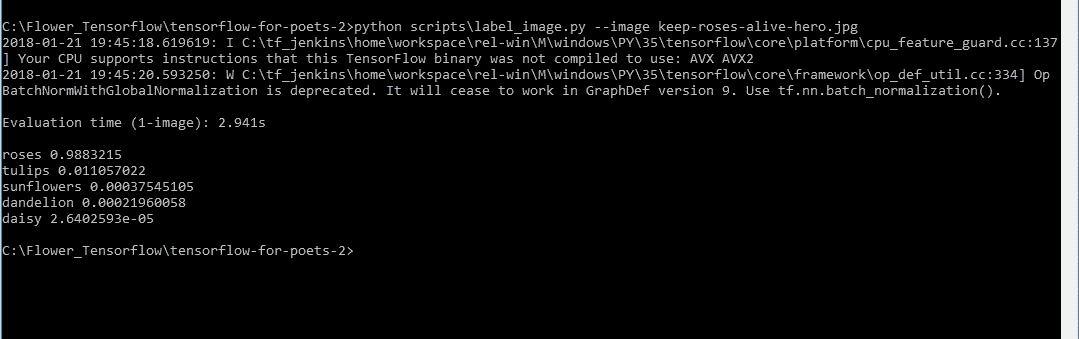 C:\Flower_Tensorflow\tensorflow-for-poets-2>python scripts\label_image.py --image keep-roses-alive-hero.jpg
2018-01-21 19:45:18.619619: I C:\tf_jenkins\home\workspace\rel-win\M\windows\PY\35\tensorflow\core\platform\cpu_feature_guard.cc:137
] Your CPU supports instructions that this TensorFlow binary was not compiled to use: AVX AVX2
2018-01-21 19:45:20.593250: W C:\tf_jenkins\home\workspace\rel-win\M\windows\PY\35\tensorflow\core\framework\op_def_util.cc:334] Op
BatchNormWithGlobalNormalization is deprecated. It will cease to work in GraphDef version 9. Use tf.nn.batch_normalization().
Evaluation time (1-image): 2.941s
roses 0.9883215
tulips 0.011057022
sunflowers 0.00037545105
dandelion 0.00021960058
daisy 2.6402593e-05
C:\Flower_Tensorflow\tensorflow-for-poets-2>